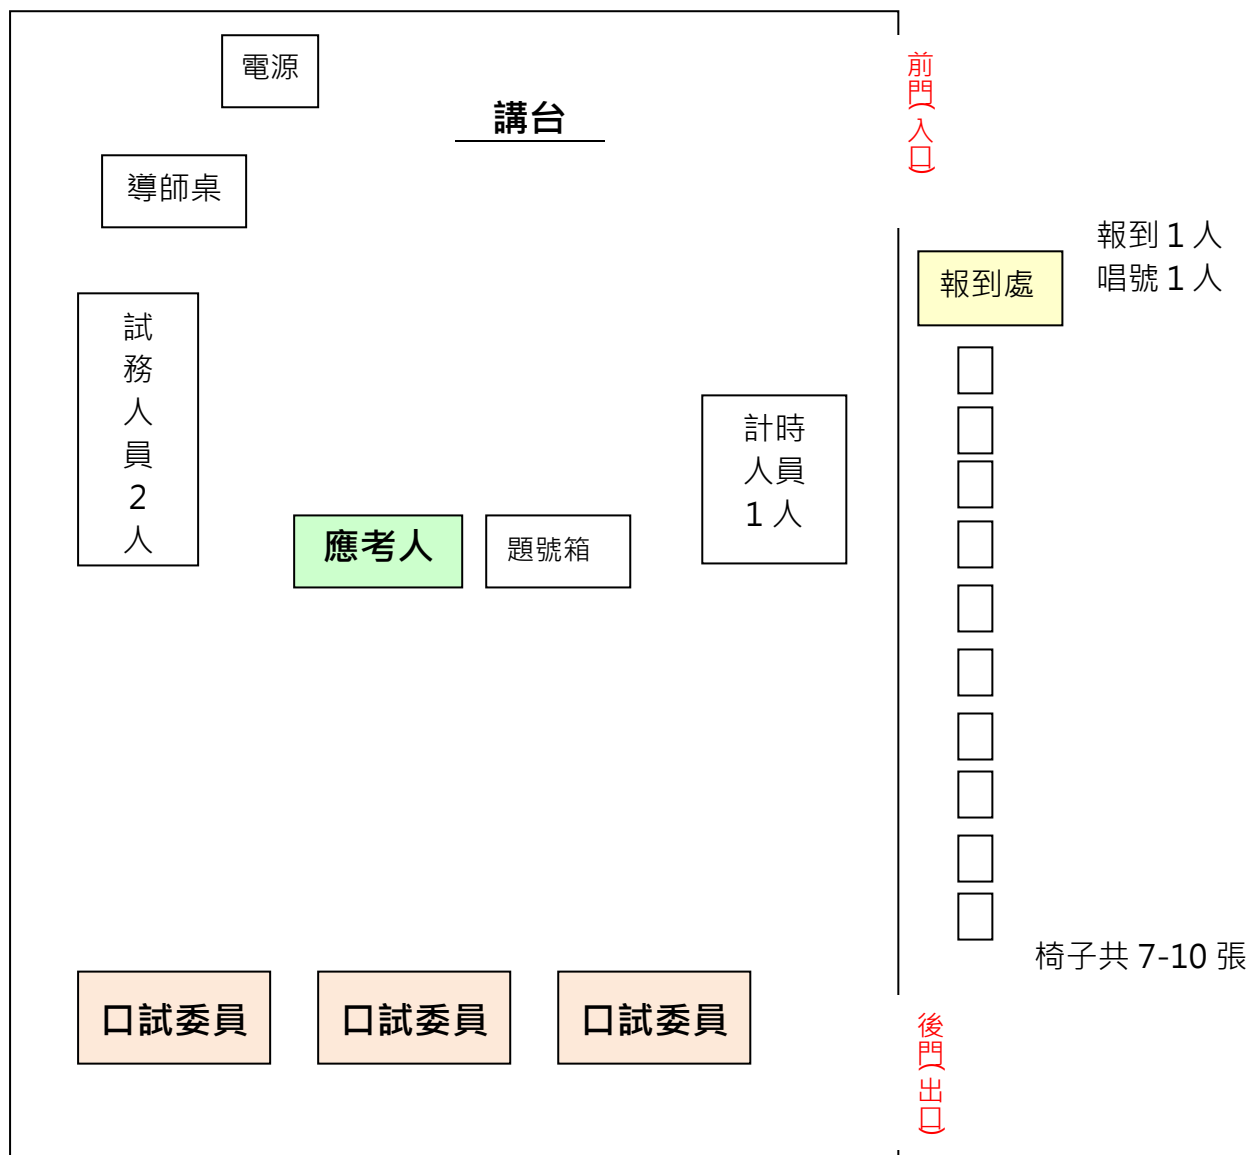 電源
講台
前門(入口)
導師桌
報到 1 人
唱號 1 人
報到處
試務人員2人
計時
人員
1 人
應考人
題號箱
椅子共 7-10 張
口試委員
口試委員
口試委員
後門(出口)